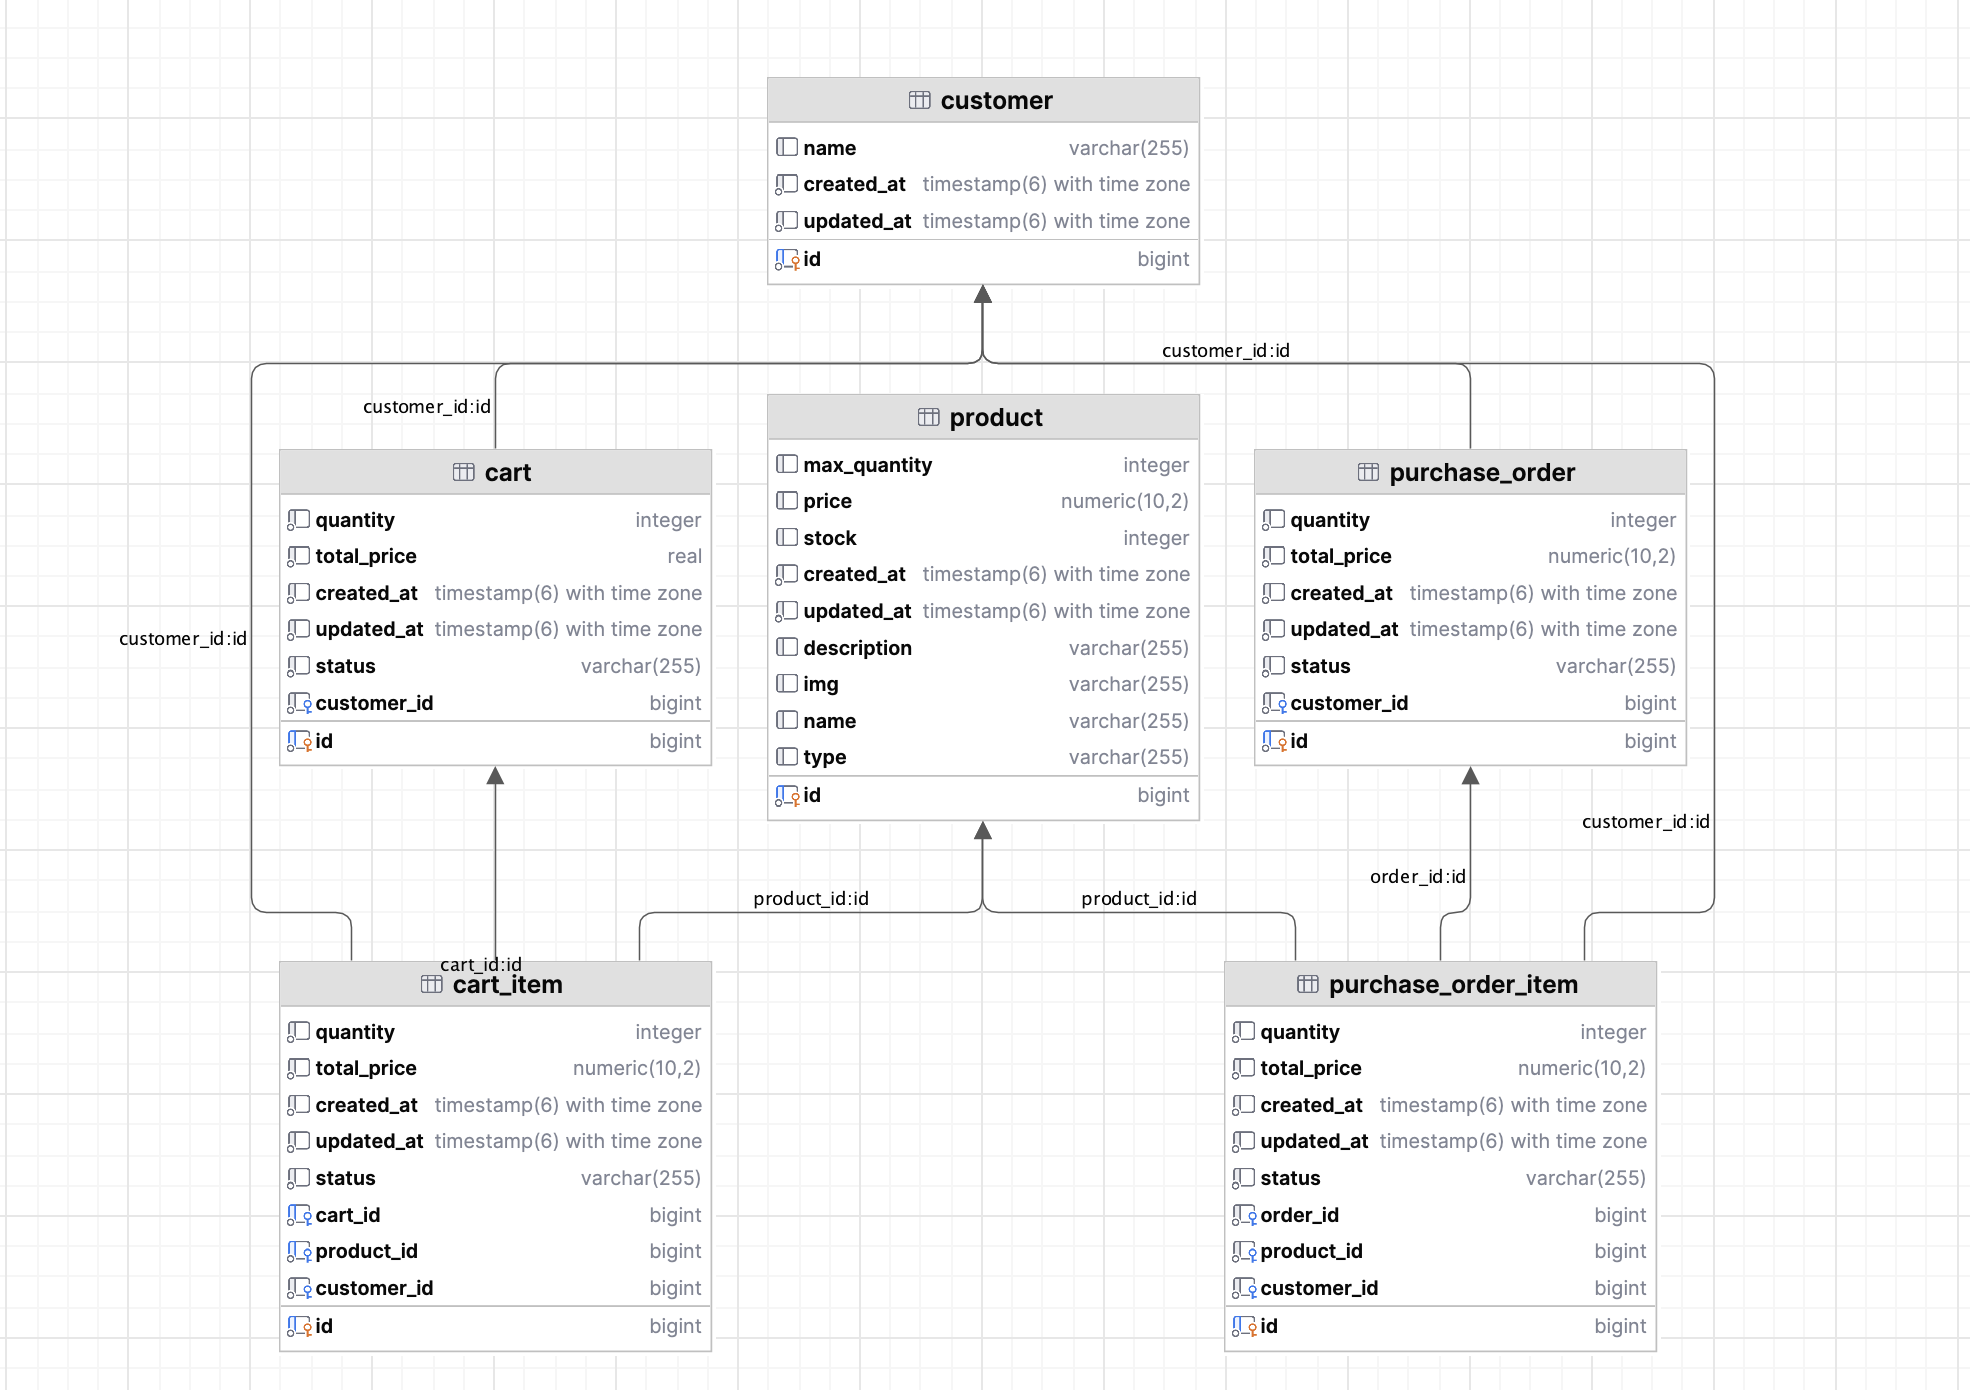 customer
name varchar(255)
created_at timestamp(6) with time zone
updated_at timestamp(6) with time zone
id bigint
customer_id:id
customer_id:id
product
max_quantity integer
price numeric(10,2)
stock integer
created_at timestamp(6) with time zone
updated_at timestamp(6) with time zone
description varchar(255)
img varchar(255)
name varchar(255)
type varchar(255)
id bigint
cart
quantity integer
total_price real
created_at timestamp(6) with time zone
updated_at timestamp(6) with time zone
status varchar(255)
customer_id bigint
id bigint
purchase_order
quantity integer
total_price numeric(10,2)
created_at timestamp(6) with time zone
updated_at timestamp(6) with time zone
status varchar(255)
customer_id bigint
id bigint
customer_id:id
customer_id:id
order_id:id
product_id:id
product_id:id
cart_id:id
cart_item
quantity integer
total_price numeric(10,2)
created_at timestamp(6) with time zone
updated_at timestamp(6) with time zone
status varchar(255)
cart_id bigint
product_id bigint
customer_id bigint
id bigint
purchase_order_item
quantity integer
total_price numeric(10,2)
created_at timestamp(6) with time zone
updated_at timestamp(6) with time zone
status varchar(255)
order_id bigint
product_id bigint
customer_id bigint
id bigint